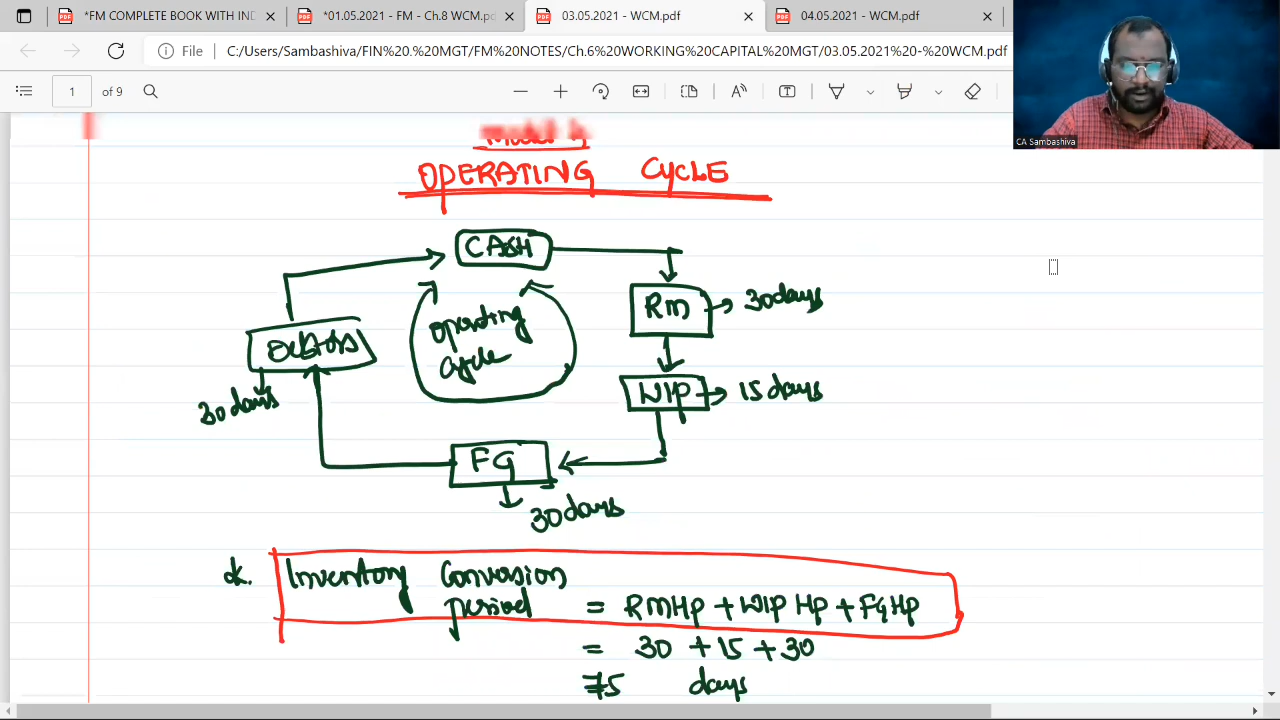 *FM COMPLETE BOOK WITH IND
*01.05.2021 - FM - Ch.8 WCM.pd
03.05.2021 - WCM.pdf
04.05.2021 - WCM.pdf
File
C:/Users/Sambashiva/FIN%20.%20MGT/FM%20NOTES/Ch.6%20WORKING%20CAPITAL%20MGT/03.05.2021%20-%20WCM.pdf
1 of 9
CA Sambashiva
OPERATING CYCLE
CASH
RM → 30 days
Debtors
operating
cycle
30 days
WIP → 15 days
FG
30 days
Inventory Conversion
period = RMHp + WIP Hp + FGHp
= 30 + 15 + 30
75 days